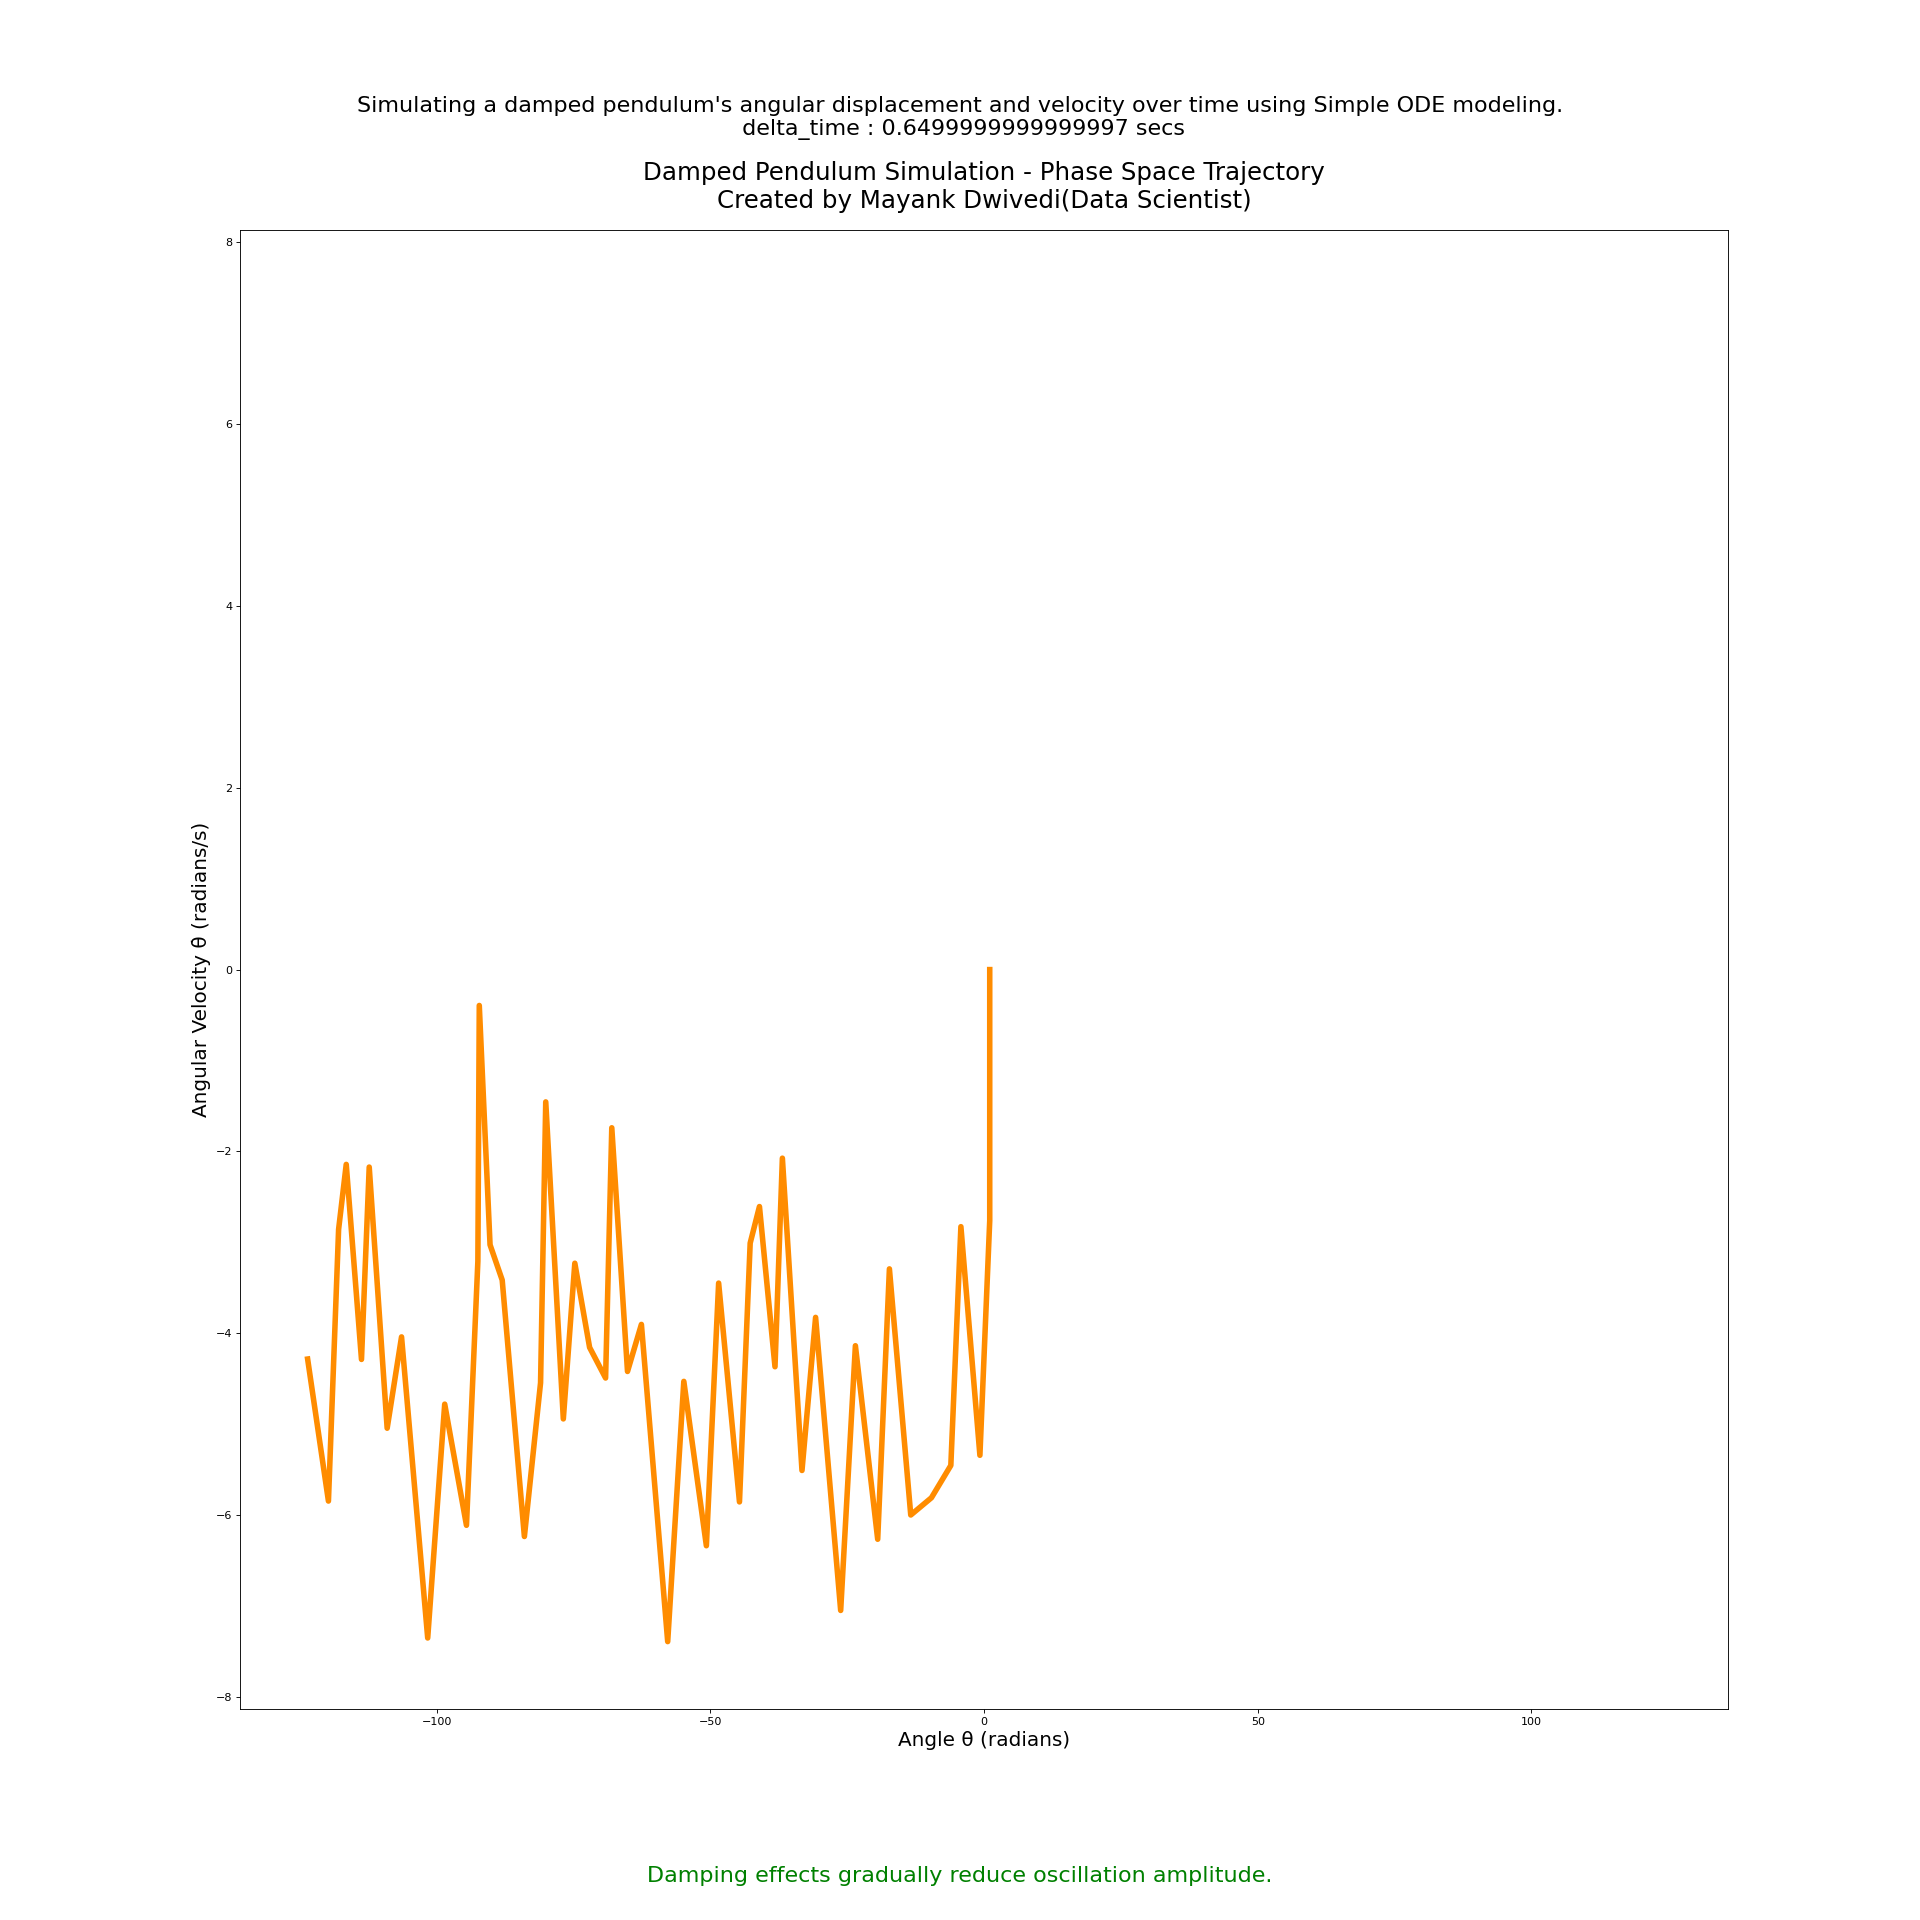 Simulating a damped pendulum's angular displacement and velocity over time using Simple ODE modeling.
delta_time : 0.6499999999999997 secs
Damped Pendulum Simulation - Phase Space Trajectory
Created by Mayank Dwivedi(Data Scientist)
8
6
4
2
0
−2
−4
−6
−8
Angular Velocity θ (radians/s)
−100
−50
0
50
100
Angle θ (radians)
Damping effects gradually reduce oscillation amplitude.